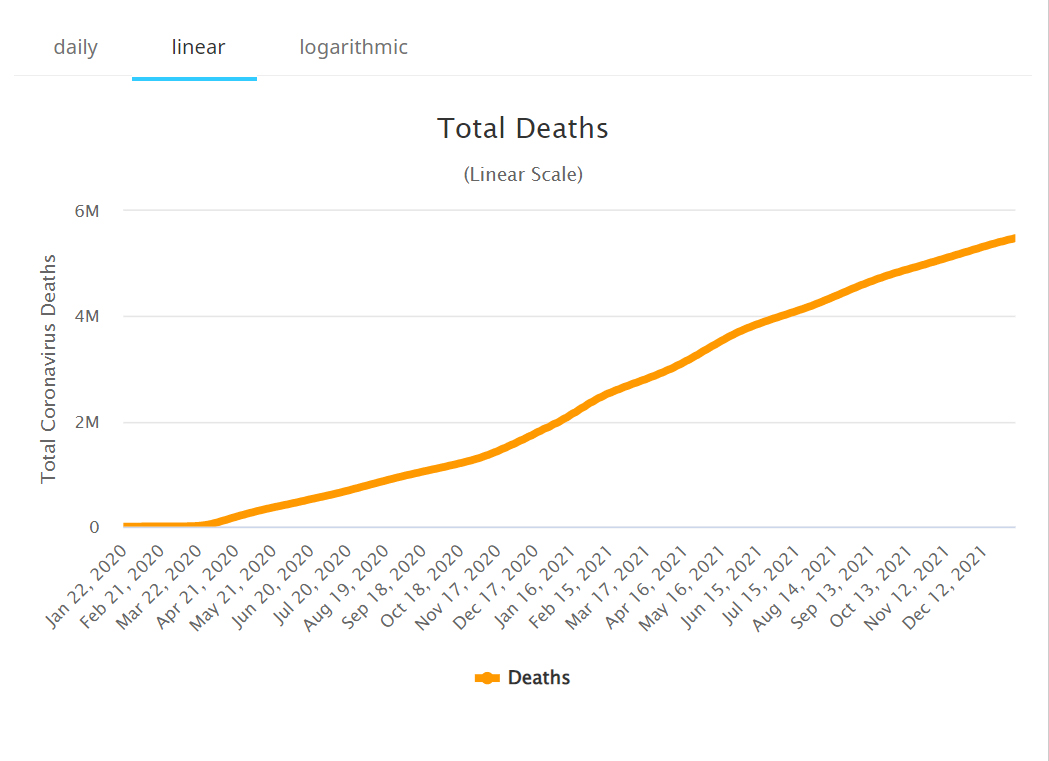 daily linear logarithmic
Total Deaths
(Linear Scale)
Total Coronavirus Deaths
6M
4M
2M
0
Jan 22, 2020
Feb 21, 2020
Mar 22, 2020
Apr 21, 2020
May 21, 2020
Jun 20, 2020
Jul 20, 2020
Aug 19, 2020
Sep 18, 2020
Oct 18, 2020
Nov 17, 2020
Dec 17, 2020
Jan 16, 2021
Feb 15, 2021
Mar 17, 2021
Apr 16, 2021
May 16, 2021
Jun 15, 2021
Jul 15, 2021
Aug 14, 2021
Sep 13, 2021
Oct 13, 2021
Nov 12, 2021
Dec 12, 2021
Deaths